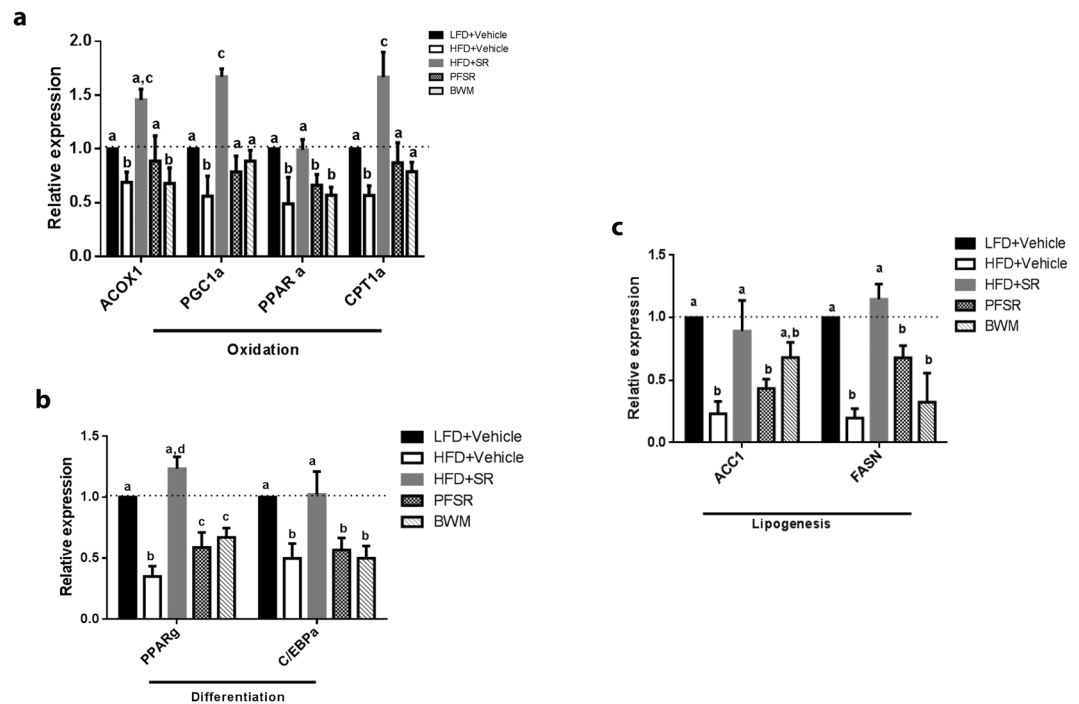 a
LFD+Vehicle
HFD+Vehicle
HFD+SR
PFSR
BWM
Relative expression
2.0
1.5
1.0
0.5
0.0
a b a,c a b
a b c a a
a b a b b
a b c a a
ACOX1
PGC1a
PPAR a
CPT1a
Oxidation
b
LFD+Vehicle
HFD+Vehicle
HFD+SR
PFSR
BWM
Relative expression
1.5
1.0
0.5
0.0
a b a,d c c
a b a b b
PPARg
C/EBPa
Differentiation
c
LFD+Vehicle
HFD+Vehicle
HFD+SR
PFSR
BWM
Relative expression
1.5
1.0
0.5
0.0
a b a b a,b
a b a b b
ACC1
FASN
Lipogenesis